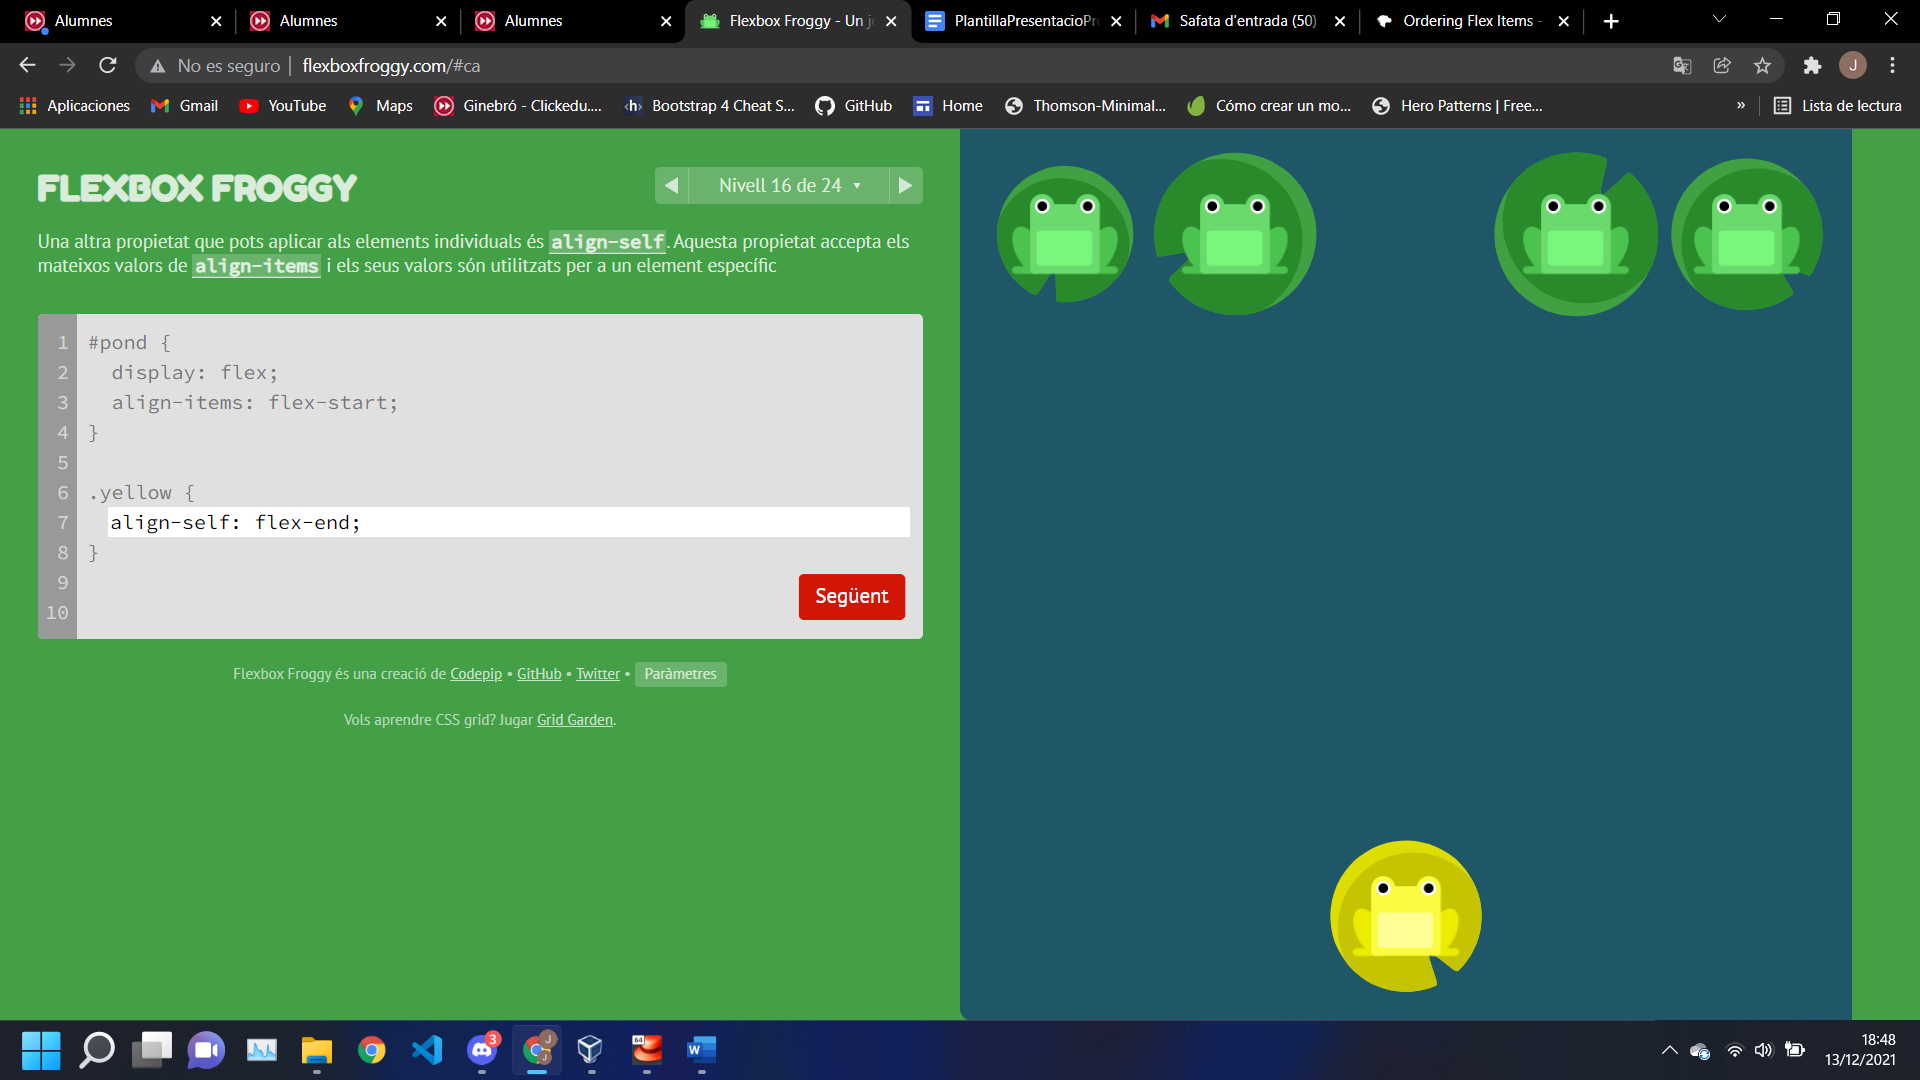 Alumnes
Alumnes
Alumnes
Flexbox Froggy - Un j
PlantillaPresentacioPr
Safata d'entrada (50)
Ordering Flex Items -
No es seguro
flexboxfroggy.com/#ca
J
Aplicaciones
Gmail
YouTube
Maps
Ginebró - Clickedu....
Bootstrap 4 Cheat S...
GitHub
Home
Thomson-Minimal...
Cómo crear un mo...
Hero Patterns | Free...
»
Lista de lectura
FLEXBOX FROGGY
Nivell 16 de 24
Una altra propietat que pots aplicar als elements individuals és align-self. Aquesta propietat accepta els
mateixos valors de align-items i els seus valors són utilitzats per a un element específic
1 #pond {
2 display: flex;
3 align-items: flex-start;
4 }
5
6 .yellow {
7 align-self: flex-end;
8 }
9
10
Següent
Flexbox Froggy és una creació de Codepip • GitHub • Twitter • Paràmetres
Vols aprendre CSS grid? Jugar Grid Garden.
3
J
J
64
W
18:48
13/12/2021